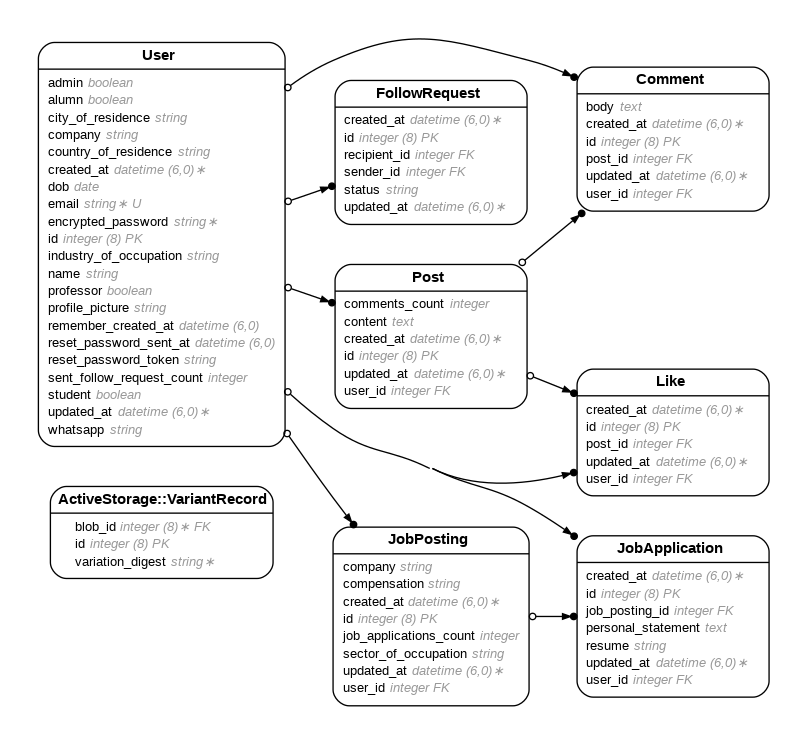 User
admin boolean
alumn boolean
city_of_residence string
company string
country_of_residence string
created_at datetime (6,0)∗
dob date
email string∗ U
encrypted_password string∗
id integer (8) PK
industry_of_occupation string
name string
professor boolean
profile_picture string
remember_created_at datetime (6,0)
reset_password_sent_at datetime (6,0)
reset_password_token string
sent_follow_request_count integer
student boolean
updated_at datetime (6,0)∗
whatsapp string
ActiveStorage::VariantRecord
blob_id integer (8)∗ FK
id integer (8) PK
variation_digest string∗
FollowRequest
created_at datetime (6,0)∗
id integer (8) PK
recipient_id integer FK
sender_id integer FK
status string
updated_at datetime (6,0)∗
Post
comments_count integer
content text
created_at datetime (6,0)∗
id integer (8) PK
updated_at datetime (6,0)∗
user_id integer FK
JobPosting
company string
compensation string
created_at datetime (6,0)∗
id integer (8) PK
job_applications_count integer
sector_of_occupation string
updated_at datetime (6,0)∗
user_id integer FK
Comment
body text
created_at datetime (6,0)∗
id integer (8) PK
post_id integer FK
updated_at datetime (6,0)∗
user_id integer FK
Like
created_at datetime (6,0)∗
id integer (8) PK
post_id integer FK
updated_at datetime (6,0)∗
user_id integer FK
JobApplication
created_at datetime (6,0)∗
id integer (8) PK
job_posting_id integer FK
personal_statement text
resume string
updated_at datetime (6,0)∗
user_id integer FK